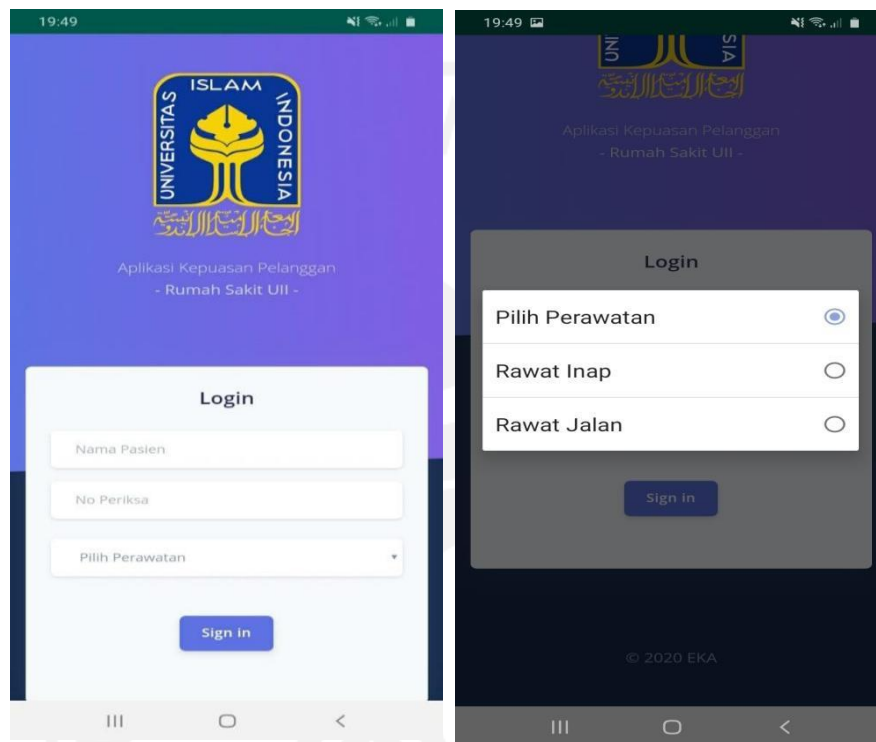 19:49
ISLAM
UNIVERSITAS
INDONESIA
Aplikasi Kepuasan Pelanggan
- Rumah Sakit UII -
Login
Nama Pasien
No Periksa
Pilih Perawatan
Sign in
19:49
UNI
SIA
Aplikasi Kepuasan Pelanggan
- Rumah Sakit UII -
Login
Pilih Perawatan
Rawat Inap
Rawat Jalan
Sign in
© 2020 EKA